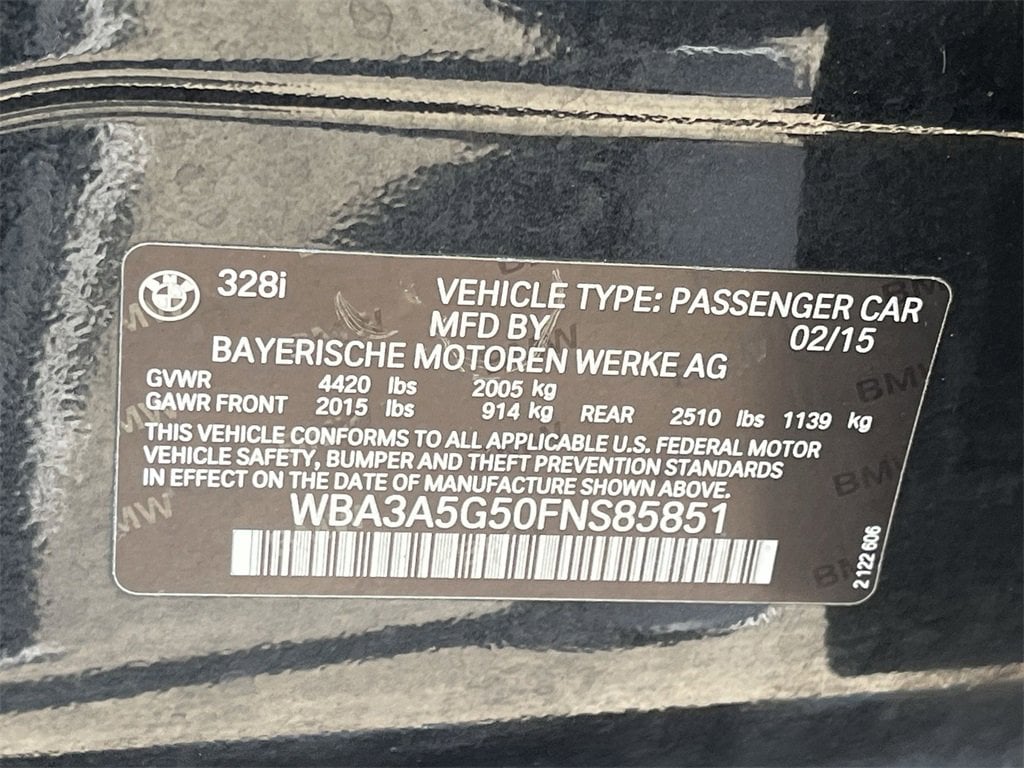 328i VEHICLE TYPE: PASSENGER CAR
MFD BY 02/15
BAYERISCHE MOTOREN WERKE AG
GVWR 4420 lbs 2005 kg
GAWR FRONT 2015 lbs 914 kg REAR 2510 lbs 1139 kg
THIS VEHICLE CONFORMS TO ALL APPLICABLE U.S. FEDERAL MOTOR
VEHICLE SAFETY, BUMPER AND THEFT PREVENTION STANDARDS
IN EFFECT ON THE DATE OF MANUFACTURE SHOWN ABOVE.
WBA3A5G50FNS85851
2 122 606